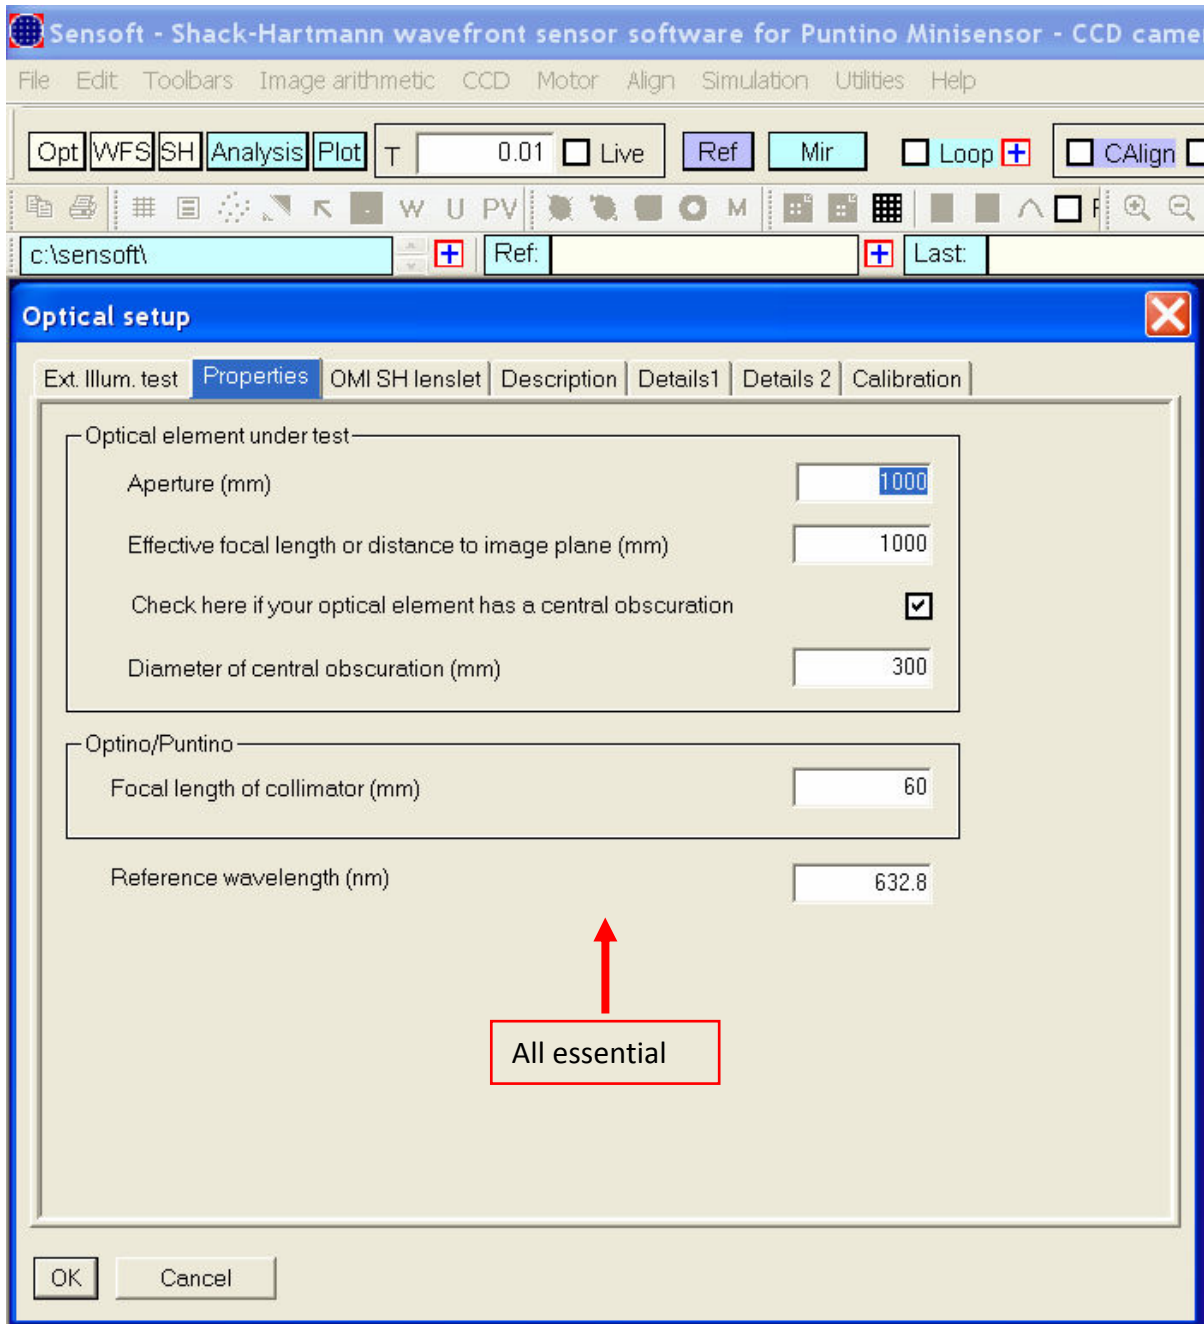 Sensoft - Shack-Hartmann wavefront sensor software for Puntino Minisensor - CCD came
File Edit Toolbars Image arithmetic CCD Motor Align Simulation Utilities Help
Opt WFS SH Analysis Plot T 0.01 Live Ref Mir Loop CAlign
W U PV M F
c:\sensoft\ Ref: Last:
Optical setup
Ext. Illum. test Properties OMI SH lenslet Description Details1 Details 2 Calibration
Optical element under test
Aperture (mm) 1000
Effective focal length or distance to image plane (mm) 1000
Check here if your optical element has a central obscuration
Diameter of central obscuration (mm) 300
Optino/Puntino
Focal length of collimator (mm) 60
Reference wavelength (nm) 632.8
All essential
OK Cancel